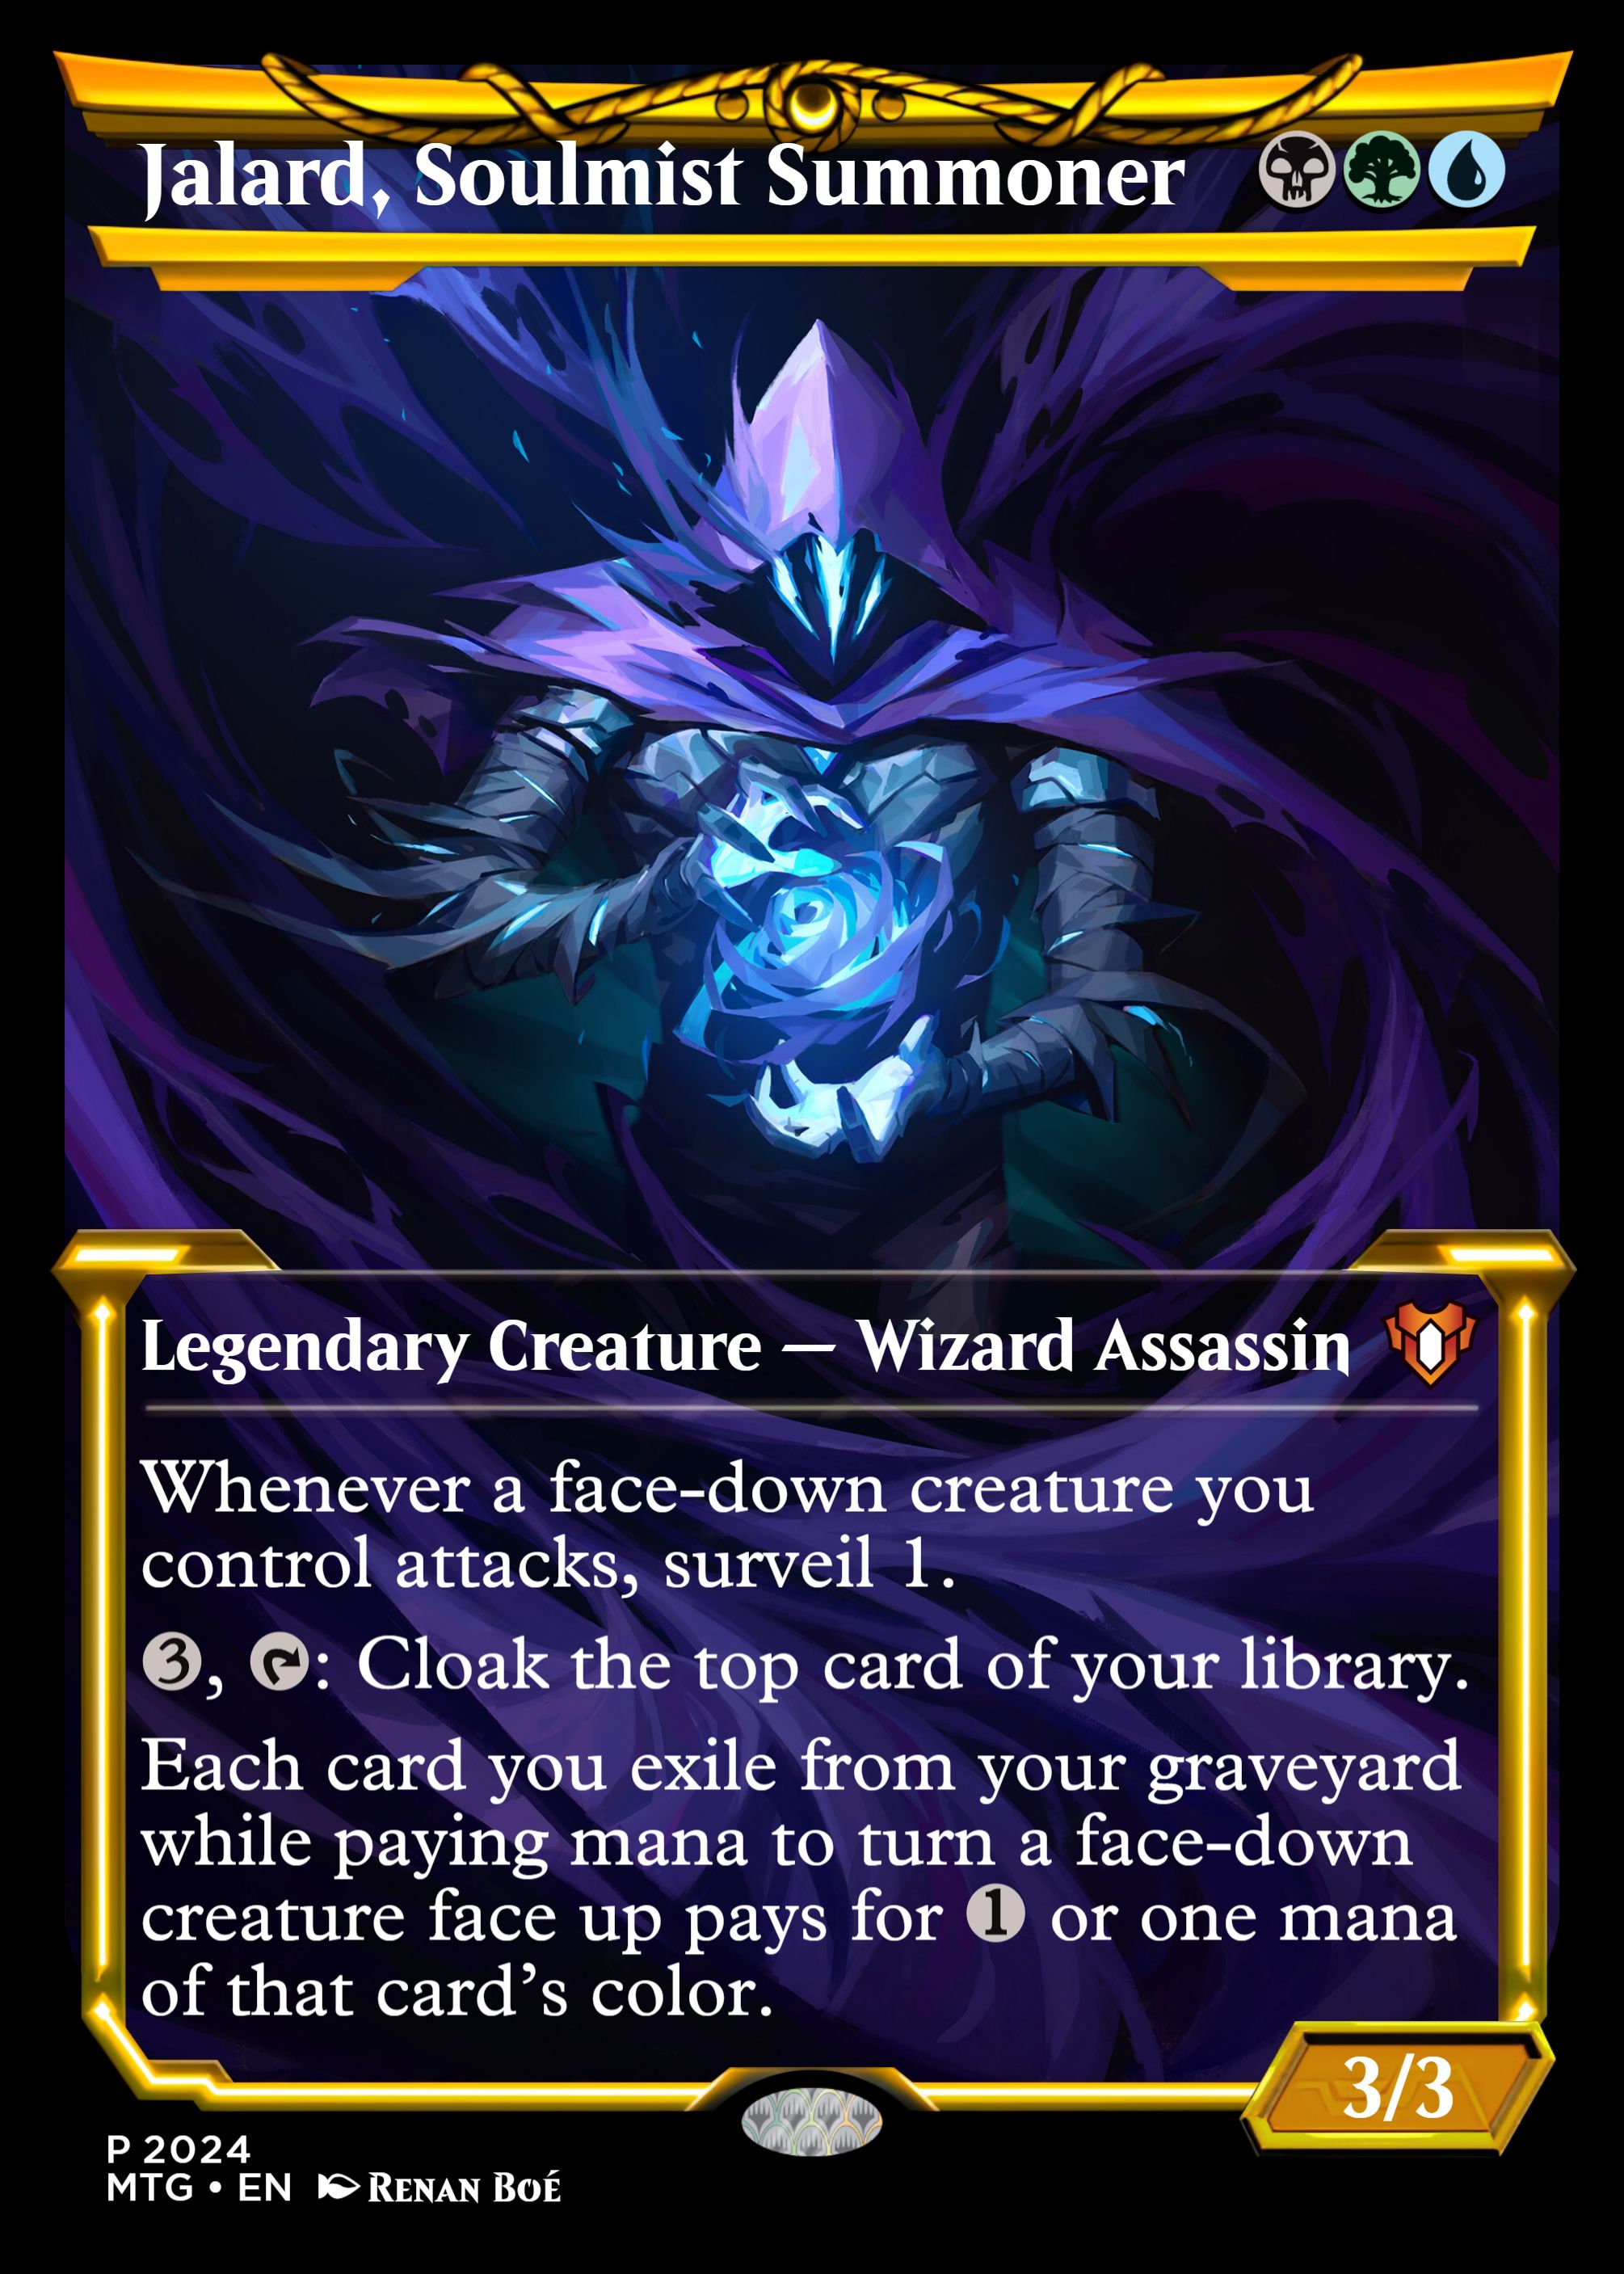 Jalard, Soulmist Summoner
Legendary Creature — Wizard Assassin
Whenever a face-down creature you
control attacks, surveil 1.
3, : Cloak the top card of your library.
Each card you exile from your graveyard
while paying mana to turn a face-down
creature face up pays for 1 or one mana
of that card's color.
3/3
P 2024
MTG • EN RENAN BOÉ